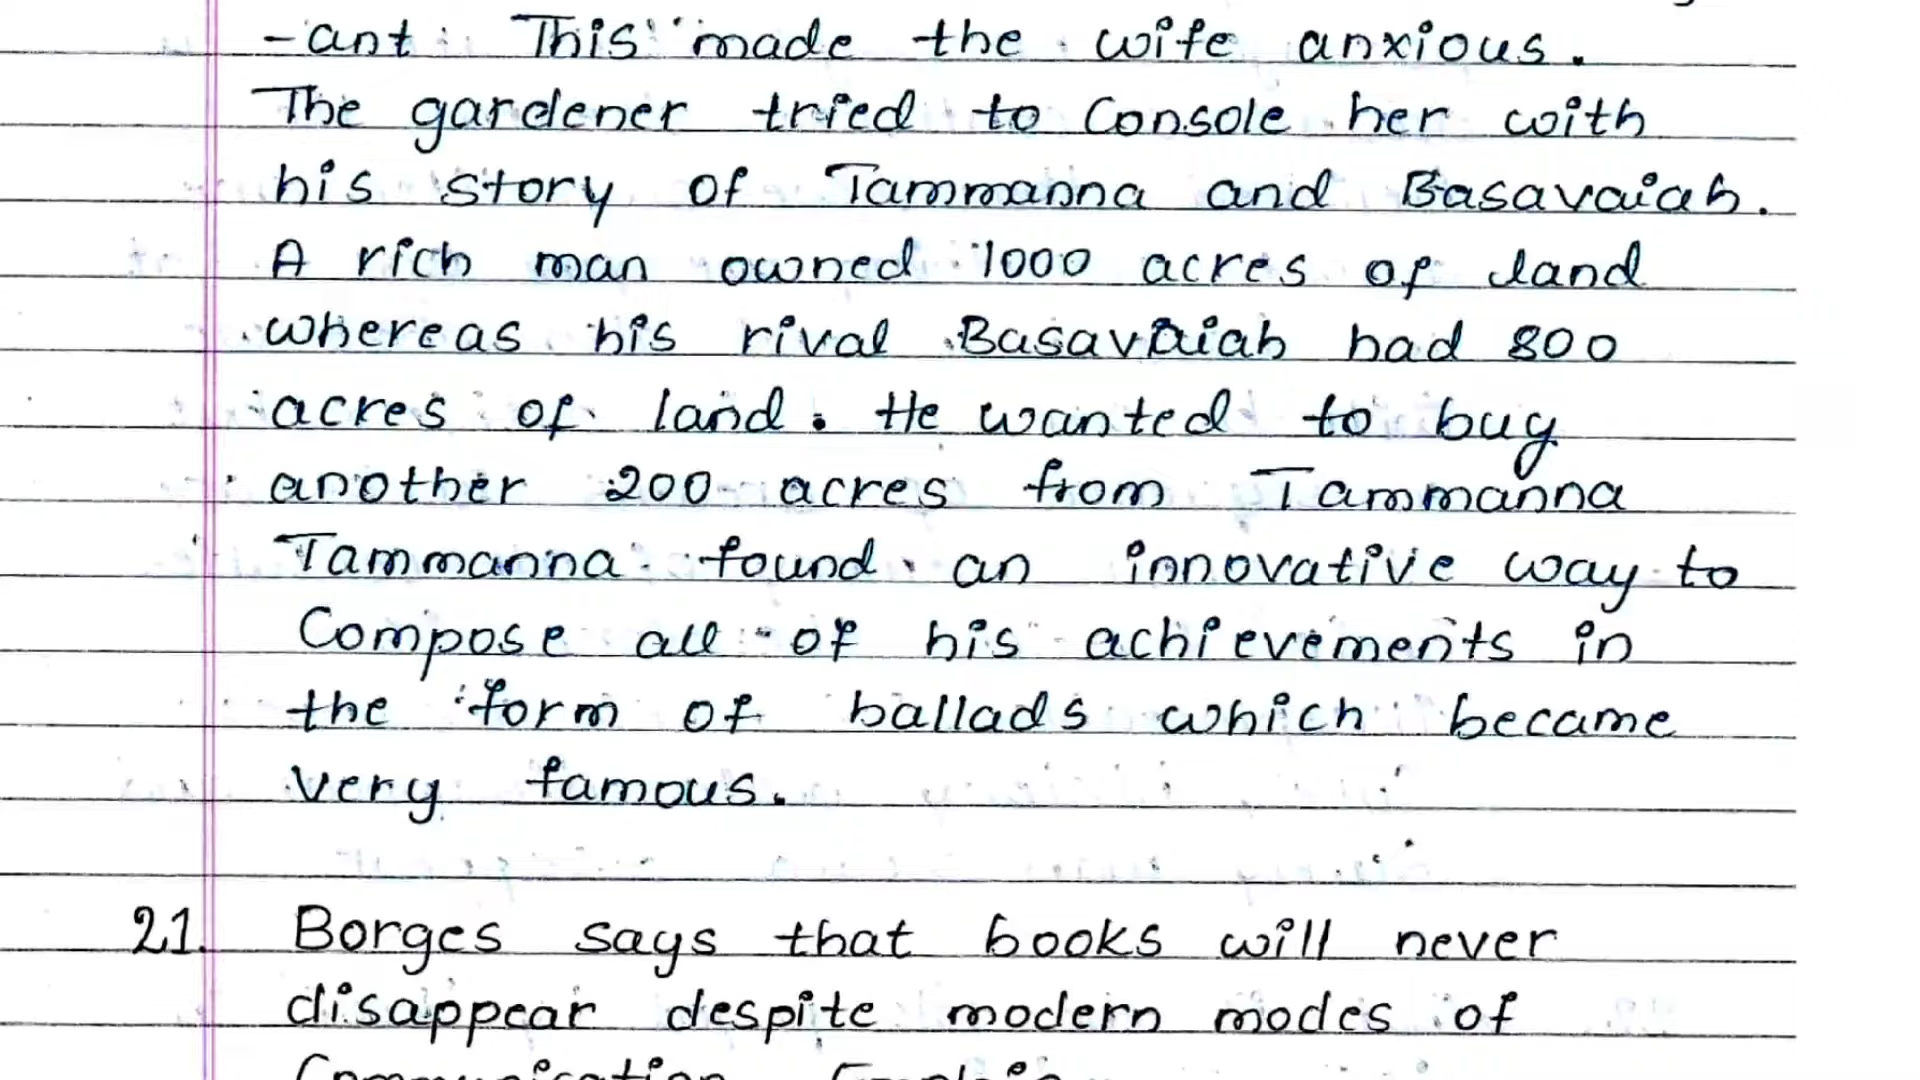 -ant. This made the wife anxious.
The gardener tried to Console her with
his story of Tammanna and Basavaiah.
A rich man owned 1000 acres of land
whereas his rival Basavaiah had 800
acres of land. He wanted to buy
another 200 acres from Tammanna
Tammanna found an innovative way to
Compose all of his achievements in
the form of ballads which became
very famous.
21. Borges says that books will never
disappear despite modern modes of
Communication. Explain